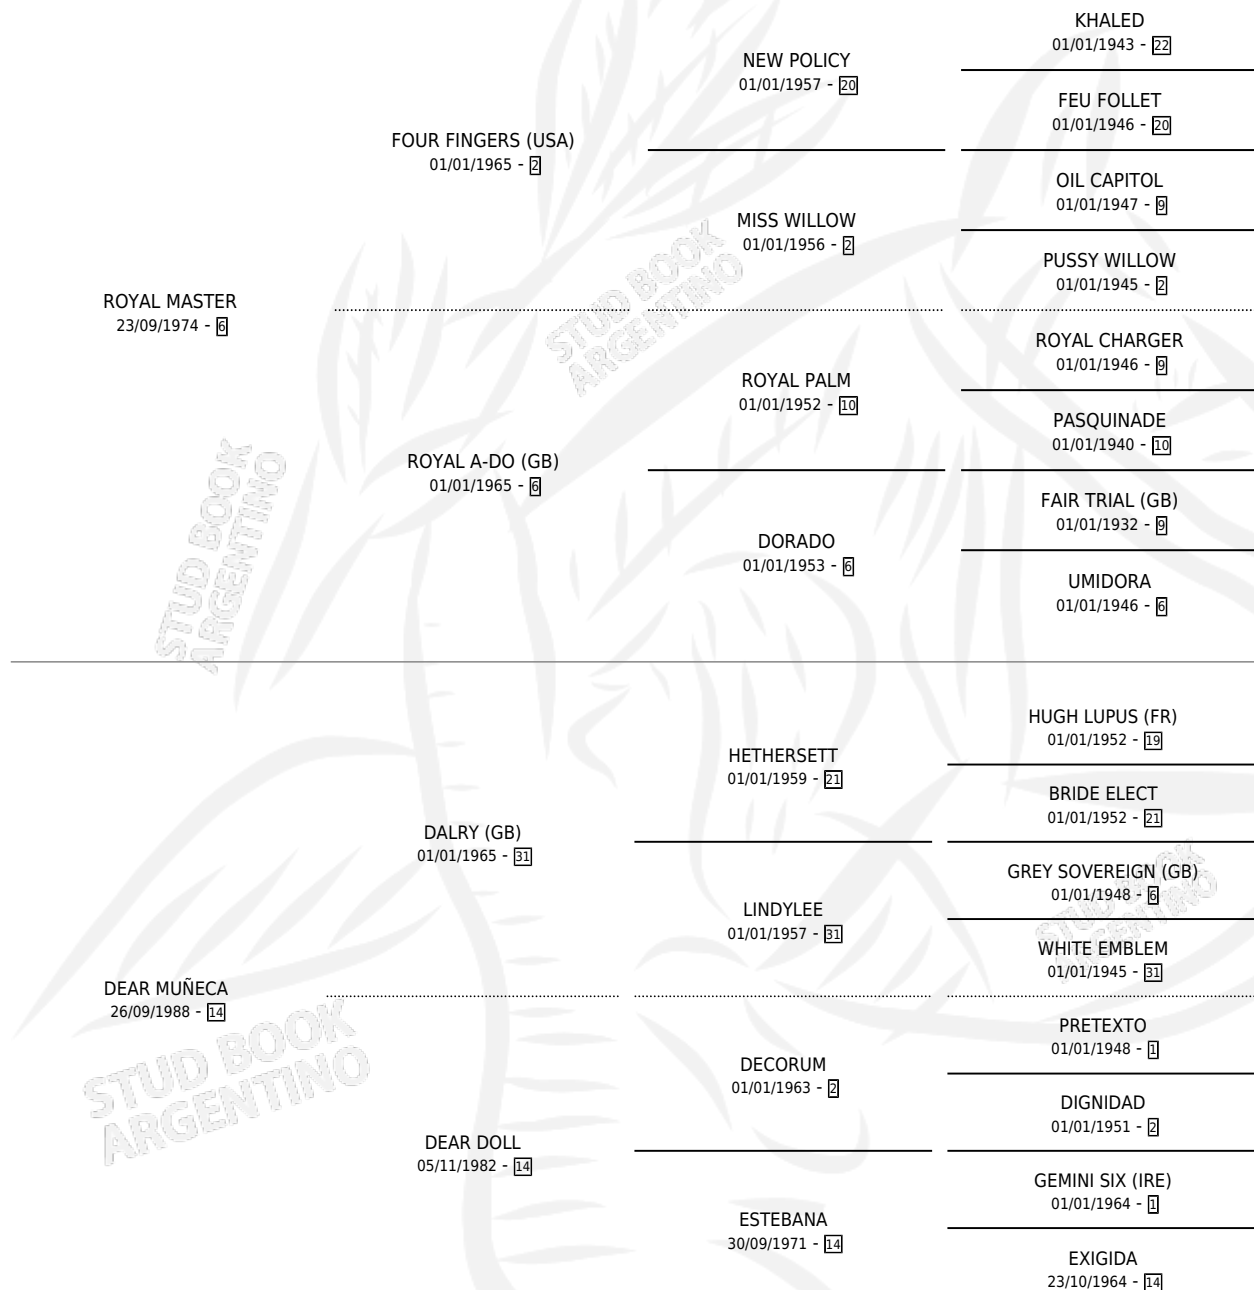 KHALED
01/01/1943 - 22
NEW POLICY
01/01/1957 - 20
FEU FOLLET
01/01/1946 - 20
FOUR FINGERS (USA)
01/01/1965 - 2
OIL CAPITOL
01/01/1947 - 9
MISS WILLOW
01/01/1956 - 2
PUSSY WILLOW
01/01/1945 - 2
ROYAL MASTER
23/09/1974 - 6
STUD BOOK
ARGENTINO
ROYAL CHARGER
01/01/1946 - 9
ROYAL PALM
01/01/1952 - 10
PASQUINADE
01/01/1940 - 10
ROYAL A-DO (GB)
01/01/1965 - 6
FAIR TRIAL (GB)
01/01/1932 - 9
DORADO
01/01/1953 - 6
UMIDORA
01/01/1946 - 6
STUD BOOK
ARGENTINO
HUGH LUPUS (FR)
01/01/1952 - 19
HETHERSETT
01/01/1959 - 21
BRIDE ELECT
01/01/1952 - 21
DALRY (GB)
01/01/1965 - 31
GREY SOVEREIGN (GB)
01/01/1948 - 6
LINDYLEE
01/01/1957 - 31
STUD BOOK
ARGENTINO
WHITE EMBLEM
01/01/1945 - 31
DEAR MUÑECA
26/09/1988 - 14
PRETEXTO
01/01/1948 - 1
DECORUM
01/01/1963 - 2
STUD BOOK
ARGENTINO
DIGNIDAD
01/01/1951 - 2
DEAR DOLL
05/11/1982 - 14
GEMINI SIX (IRE)
01/01/1964 - 1
ESTEBANA
30/09/1971 - 14
EXIGIDA
23/10/1964 - 14